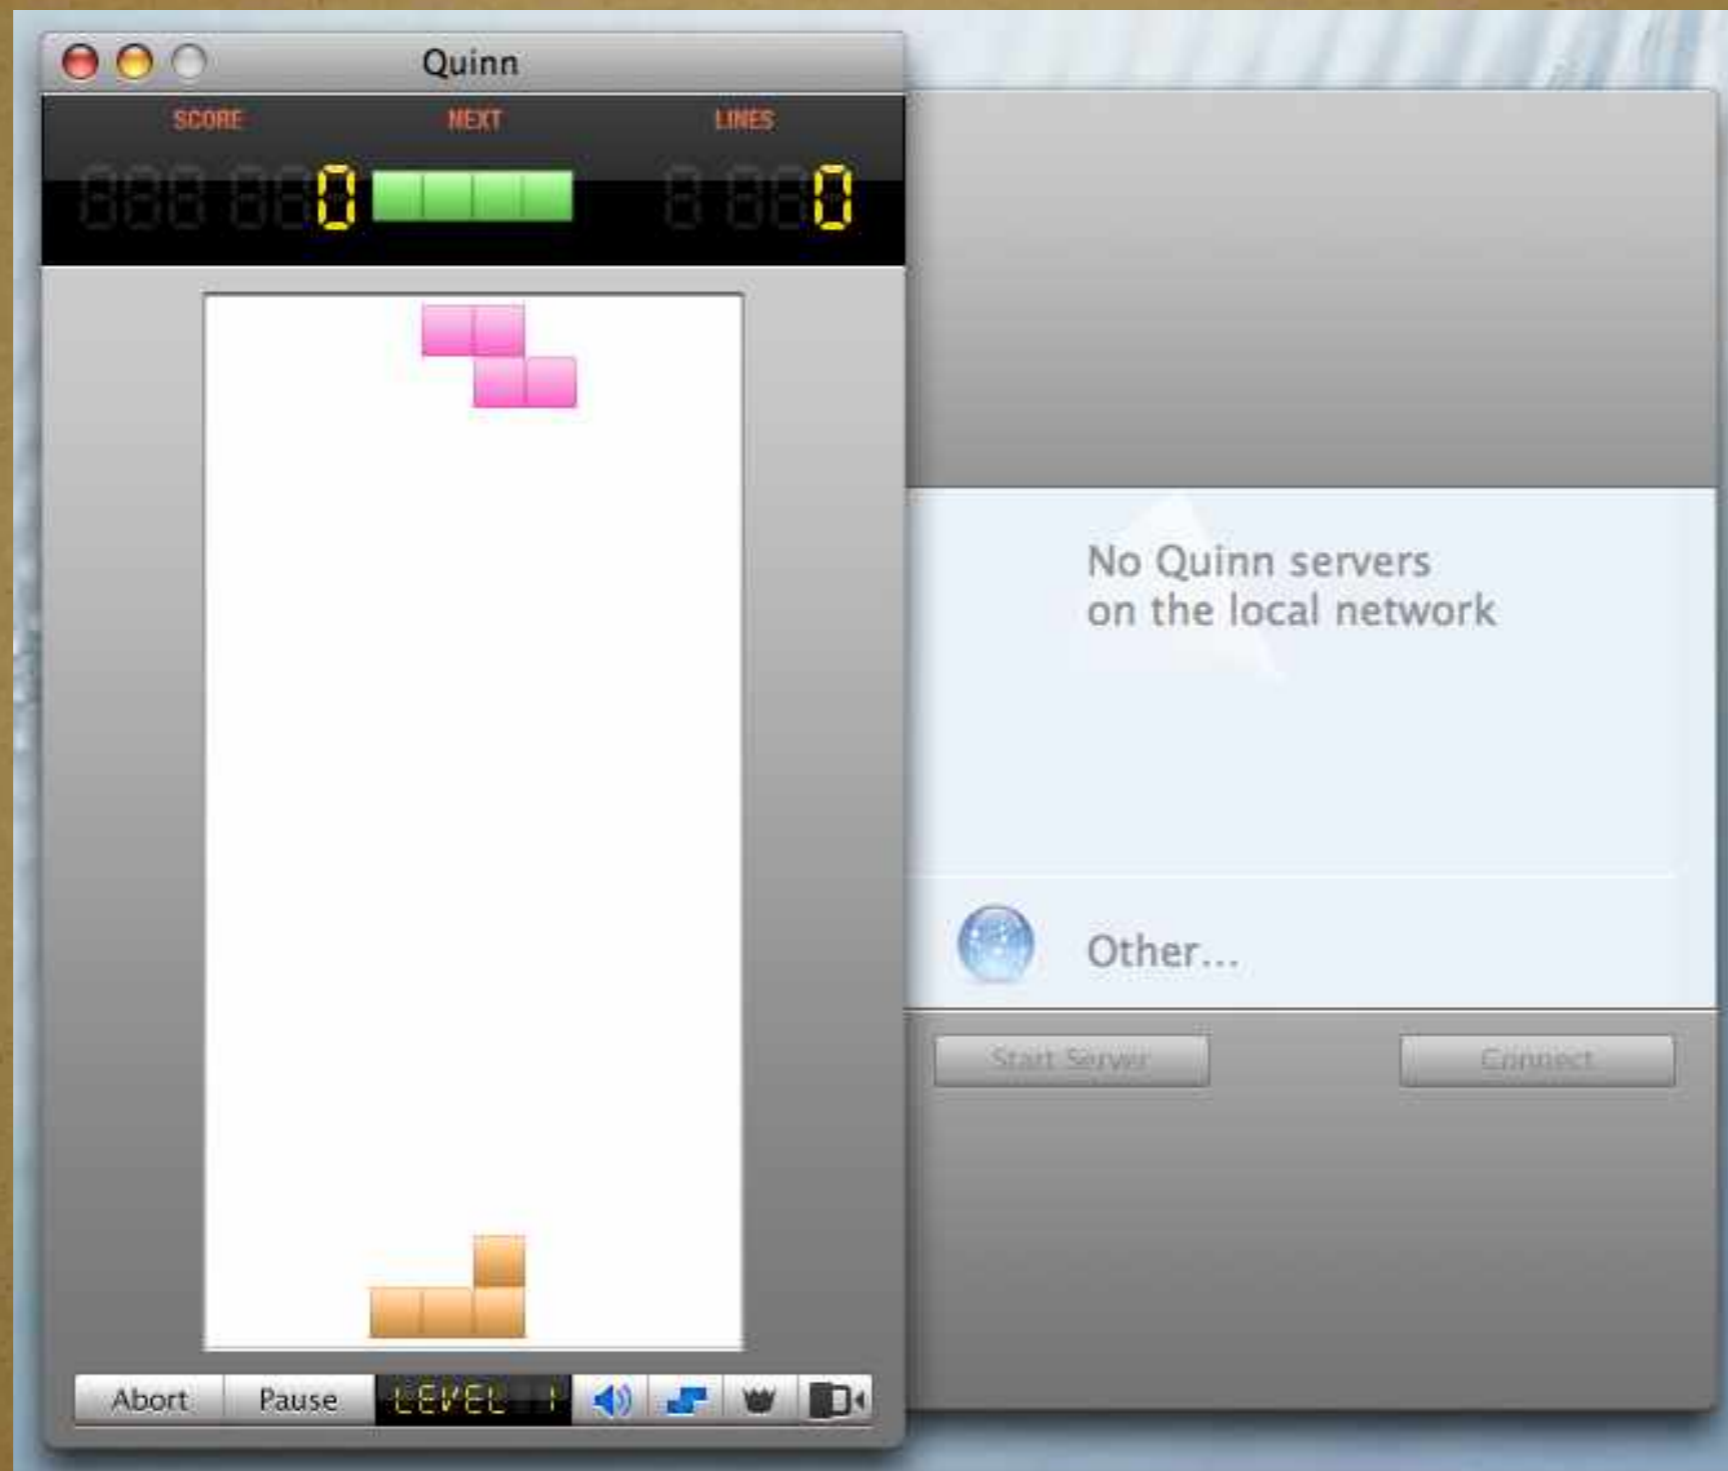 Quinn
SCORE NEXT LINES
0 0
No Quinn servers
on the local network
Other...
Start Server Connect
Abort Pause LEVEL 1